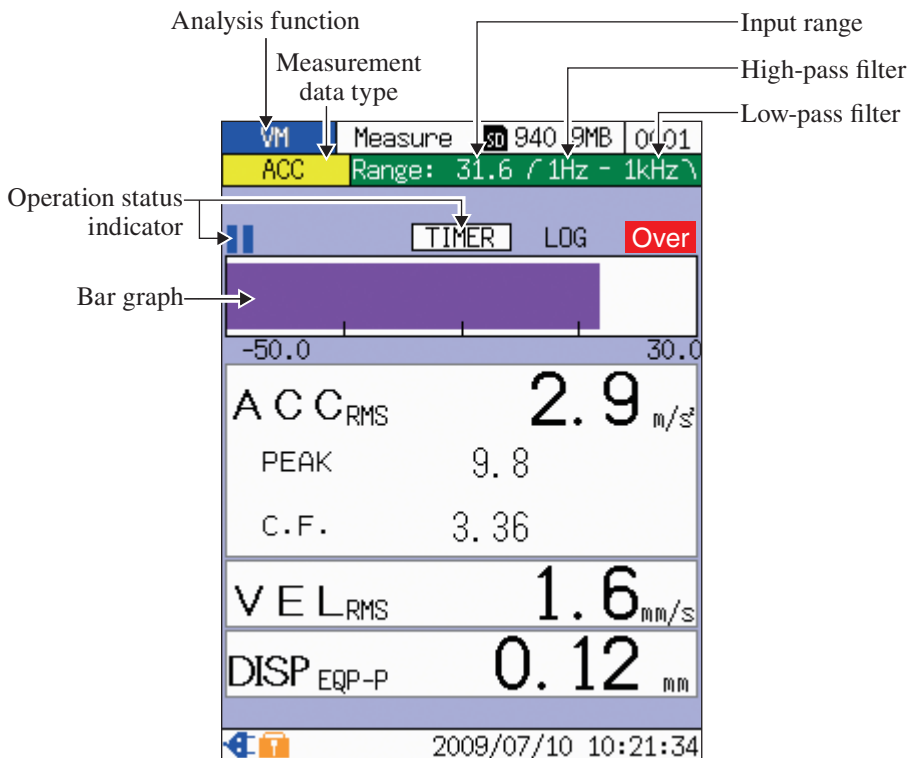 Analysis function
Input range
Measurement
data type
High-pass filter
Low-pass filter
VM Measure SD 940.9MB 0001
ACC Range: 31.6 / 1Hz - 1kHz \
Operation status
indicator
TIMER LOG Over
Bar graph
-50.0 30.0
ACC RMS 2.9 m/s²
PEAK 9.8
C.F. 3.36
VEL RMS 1.6 mm/s
DISP EQP-P 0.12 mm
2009/07/10 10:21:34